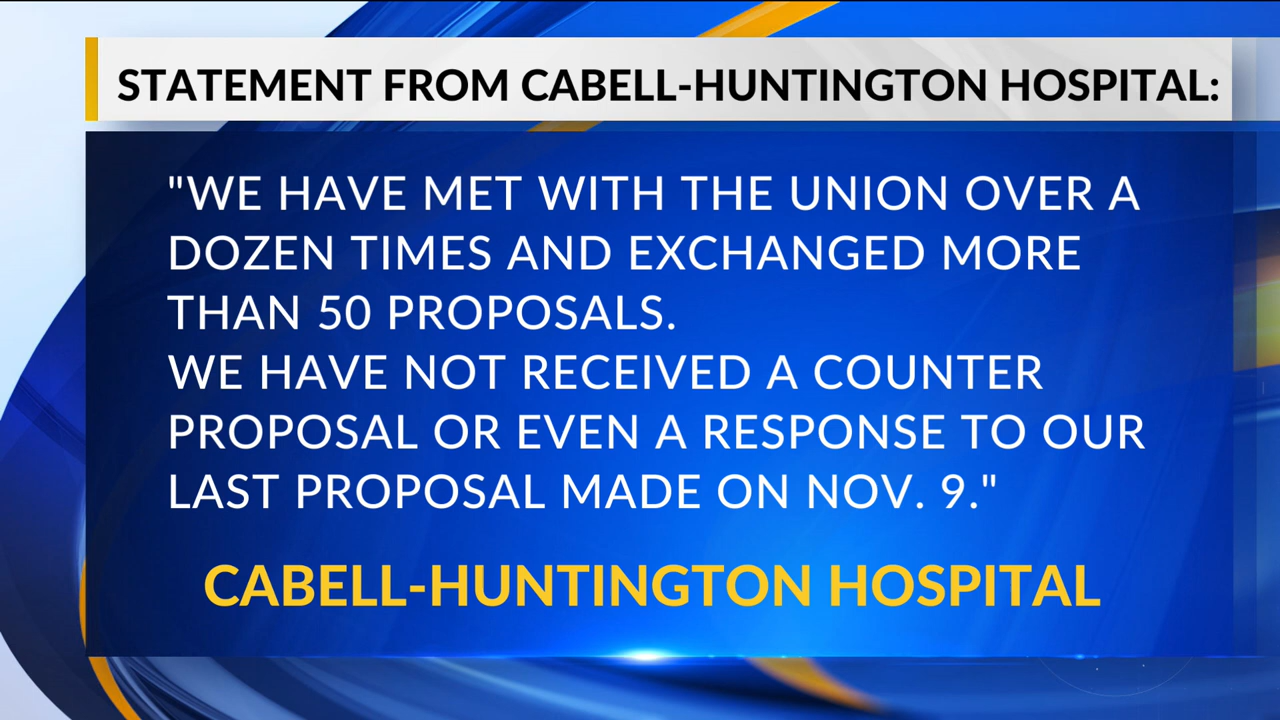 STATEMENT FROM CABELL-HUNTINGTON HOSPITAL:
"WE HAVE MET WITH THE UNION OVER A
DOZEN TIMES AND EXCHANGED MORE
THAN 50 PROPOSALS.
WE HAVE NOT RECEIVED A COUNTER
PROPOSAL OR EVEN A RESPONSE TO OUR
LAST PROPOSAL MADE ON NOV. 9."
CABELL-HUNTINGTON HOSPITAL